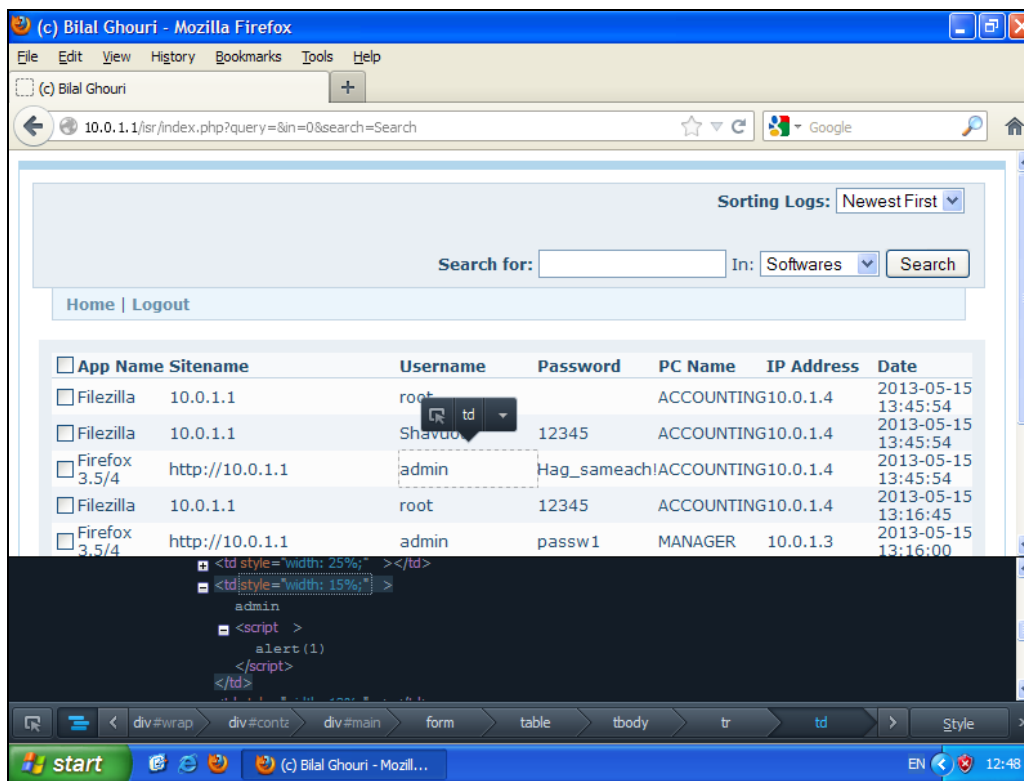 (c) Bilal Ghouri - Mozilla Firefox
File Edit View History Bookmarks Tools Help
(c) Bilal Ghouri
10.0.1.1/isr/index.php?query=&in=0&search=Search Google
Sorting Logs: Newest First
Search for: In: Softwares Search
Home | Logout
App Name Sitename Username Password PC Name IP Address Date
Filezilla 10.0.1.1 root ACCOUNTING 10.0.1.4 2013-05-15
13:45:54
td
Filezilla 10.0.1.1 12345 ACCOUNTING 10.0.1.4 2013-05-15
13:45:54
Firefox
3.5/4 http://10.0.1.1 admin Hag_sameach! ACCOUNTING 10.0.1.4 2013-05-15
13:45:54
Filezilla 10.0.1.1 root 12345 ACCOUNTING 10.0.1.4 2013-05-15
13:16:45
Firefox
3.5/4 http://10.0.1.1 admin passw1 MANAGER 10.0.1.3 2013-05-15
13:16:00
<td style="width: 25%;" ></td>
<td style="width: 15%;" >
admin
<script >
alert(1)
</script>
</td>
div#wrap div#conta div#main form table tbody tr td Style
start (c) Bilal Ghouri - Mozill... EN 12:48